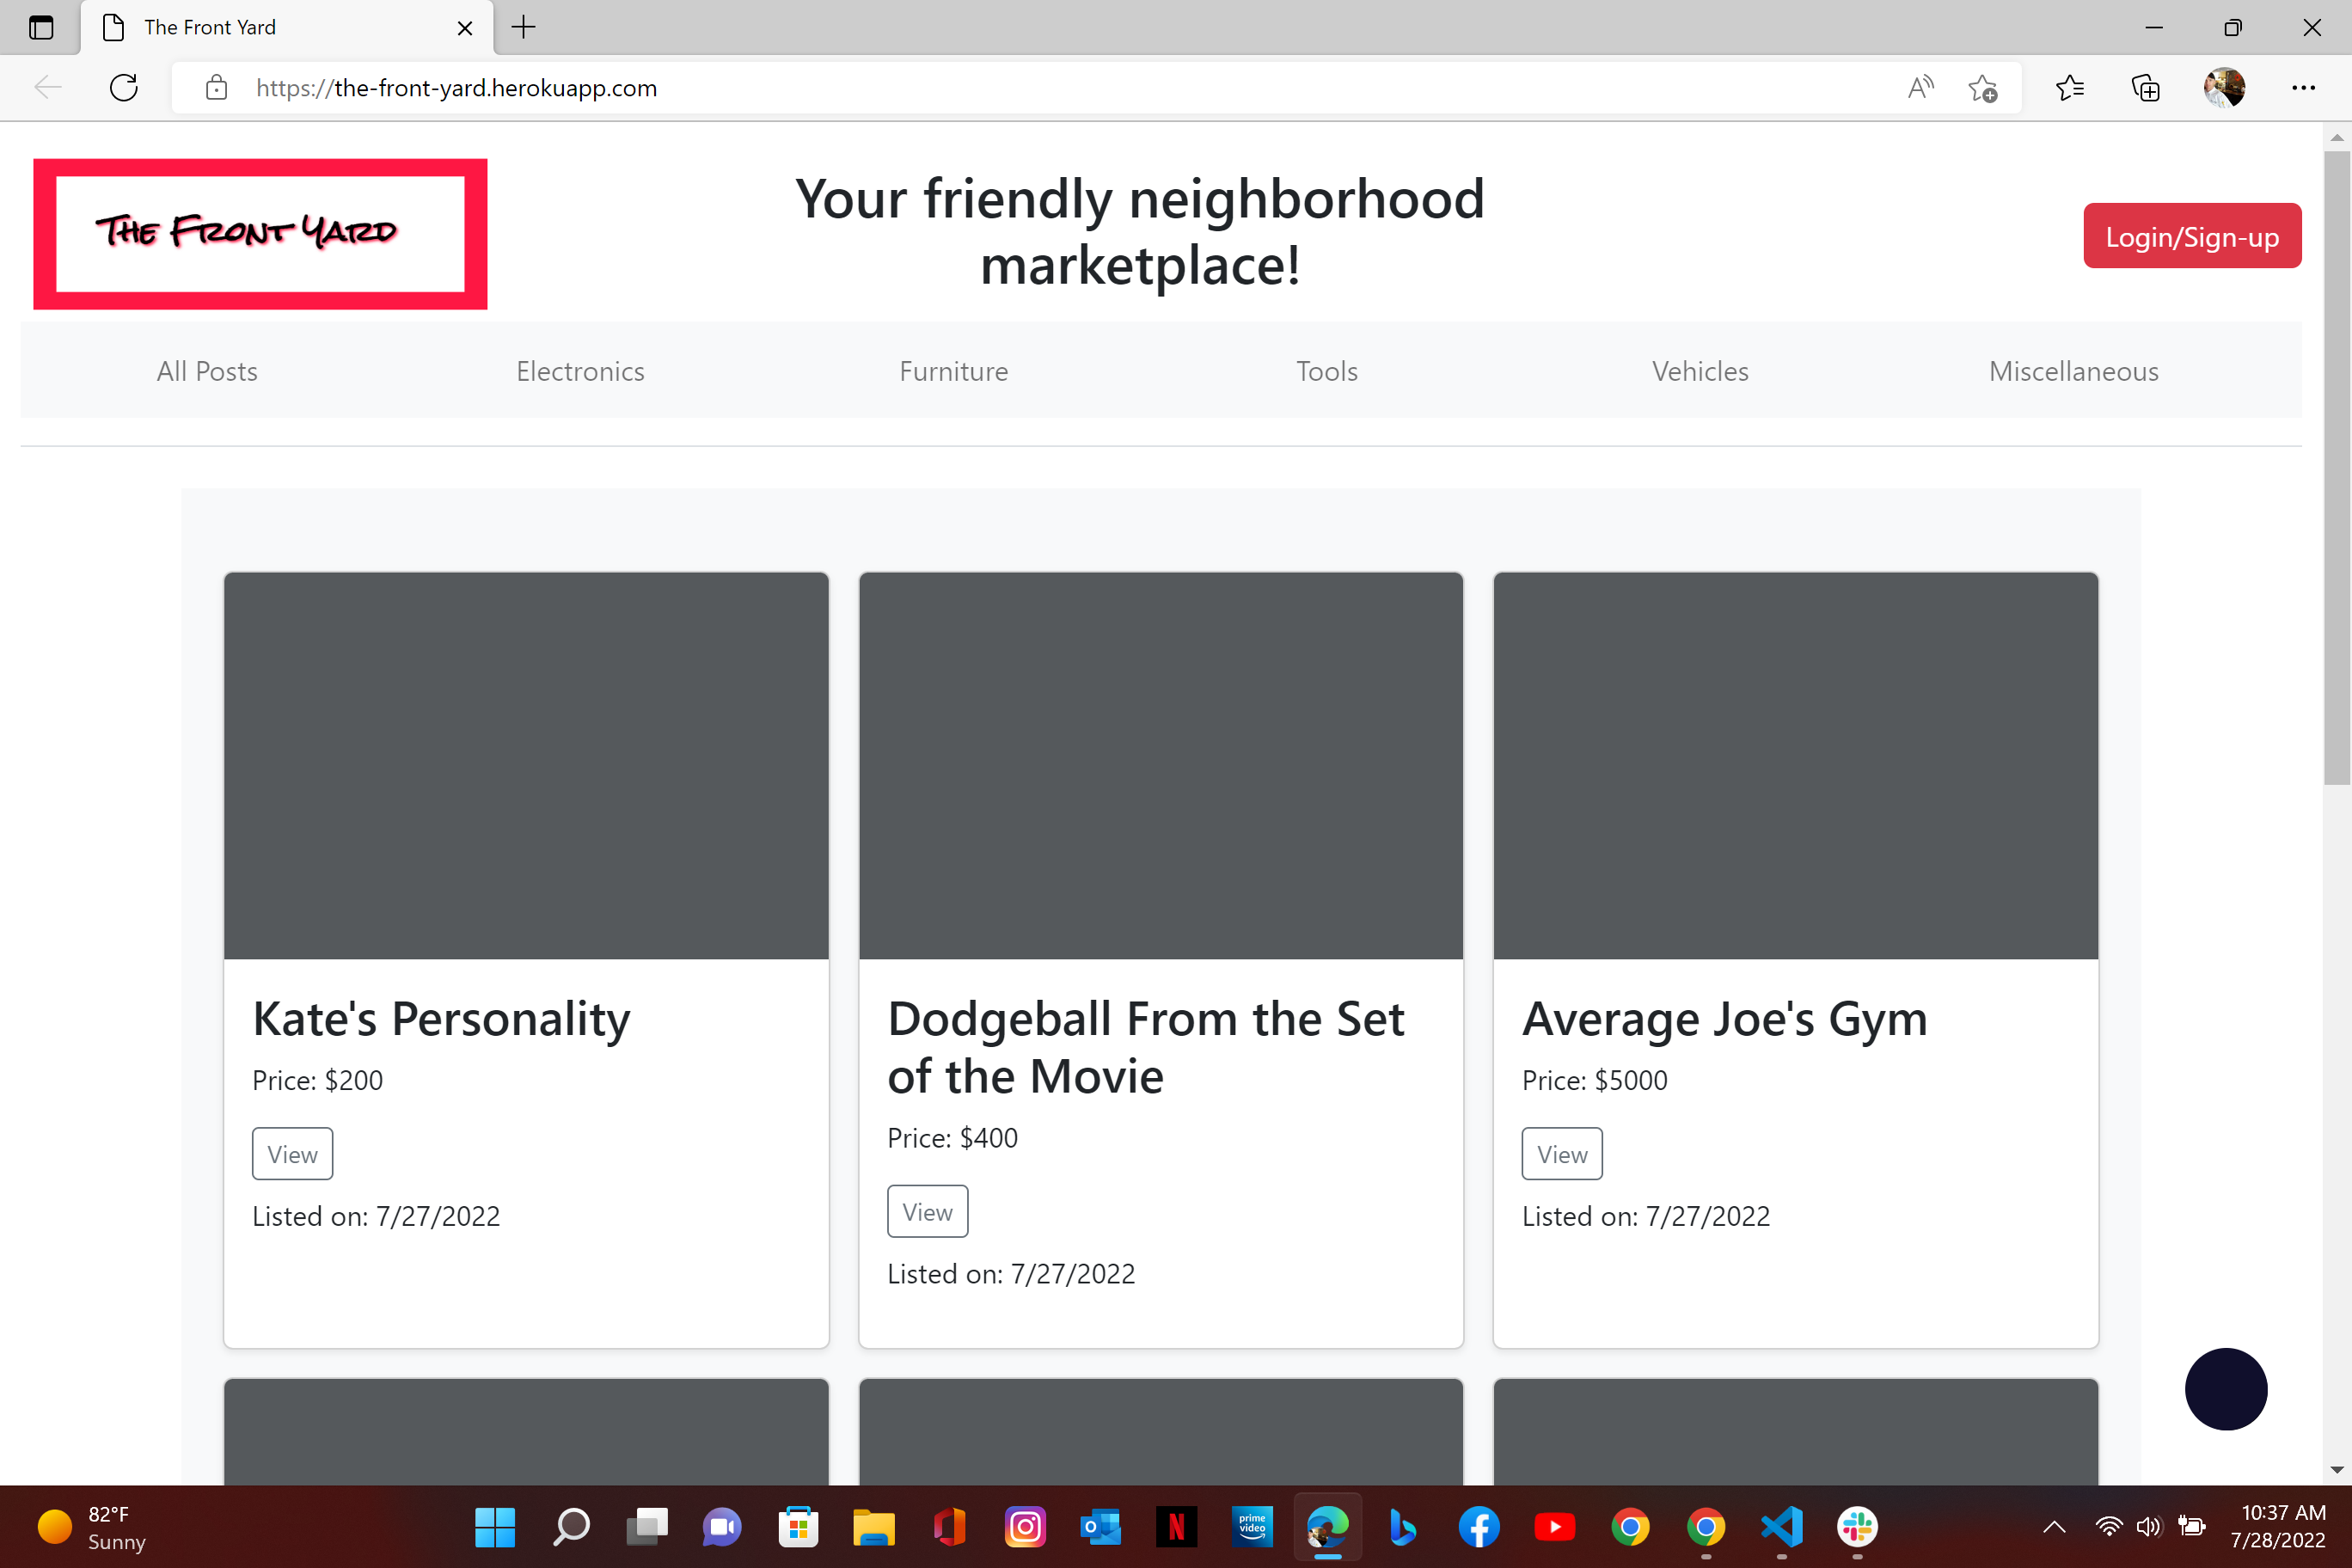 The Front Yard
https://the-front-yard.herokuapp.com
The Front Yard
Your friendly neighborhood
marketplace!
Login/Sign-up
All Posts
Electronics
Furniture
Tools
Vehicles
Miscellaneous
Kate's Personality
Price: $200
View
Listed on: 7/27/2022
Dodgeball From the Set
of the Movie
Price: $400
View
Listed on: 7/27/2022
Average Joe's Gym
Price: $5000
View
Listed on: 7/27/2022
82°F
Sunny
prime
video
10:37 AM
7/28/2022